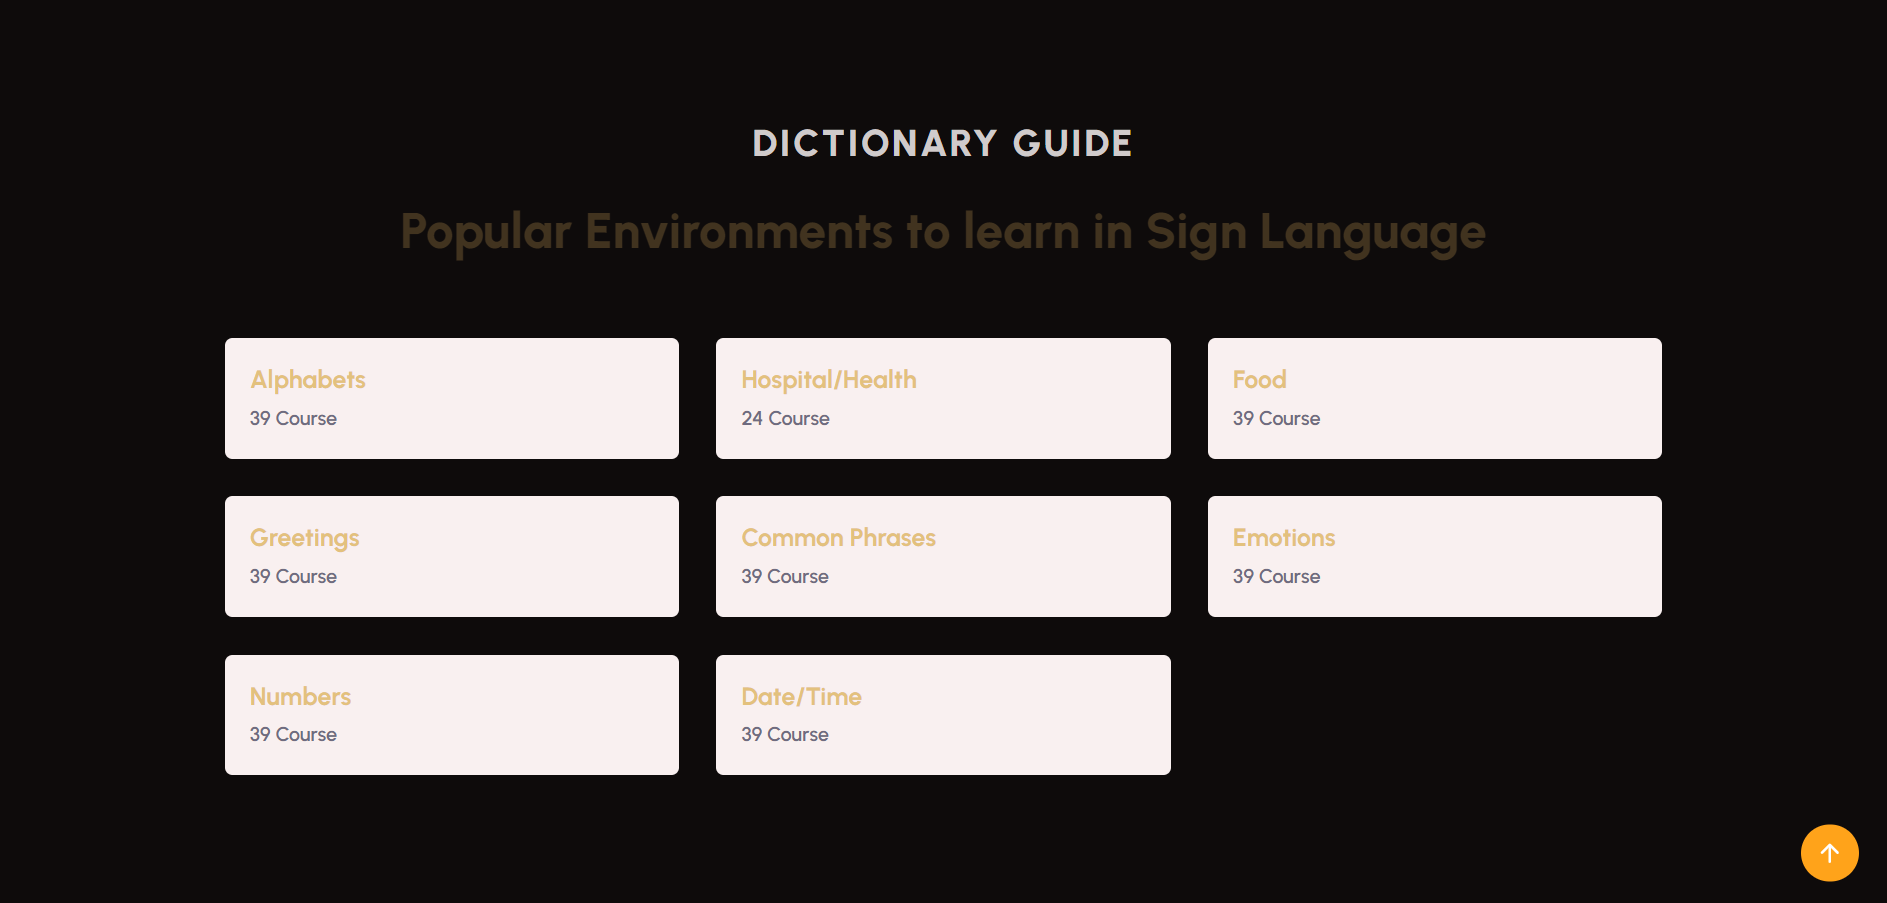 DICTIONARY GUIDE
Popular Environments to learn in Sign Language
Alphabets
39 Course
Hospital/Health
24 Course
Food
39 Course
Greetings
39 Course
Common Phrases
39 Course
Emotions
39 Course
Numbers
39 Course
Date/Time
39 Course